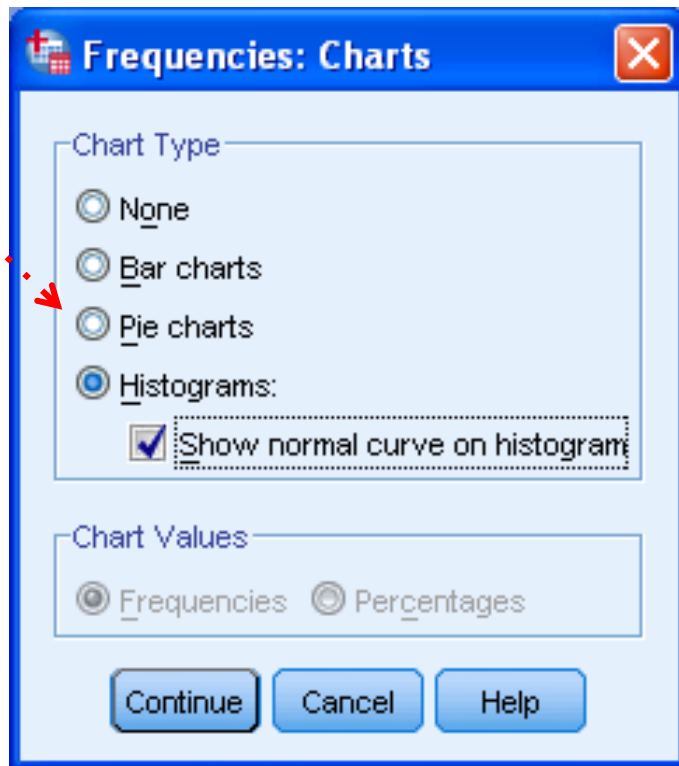 Frequencies: Charts
Chart Type
None
Bar charts
Pie charts
Histograms:
Show normal curve on histogram
Chart Values
Frequencies Percentages
Continue Cancel Help